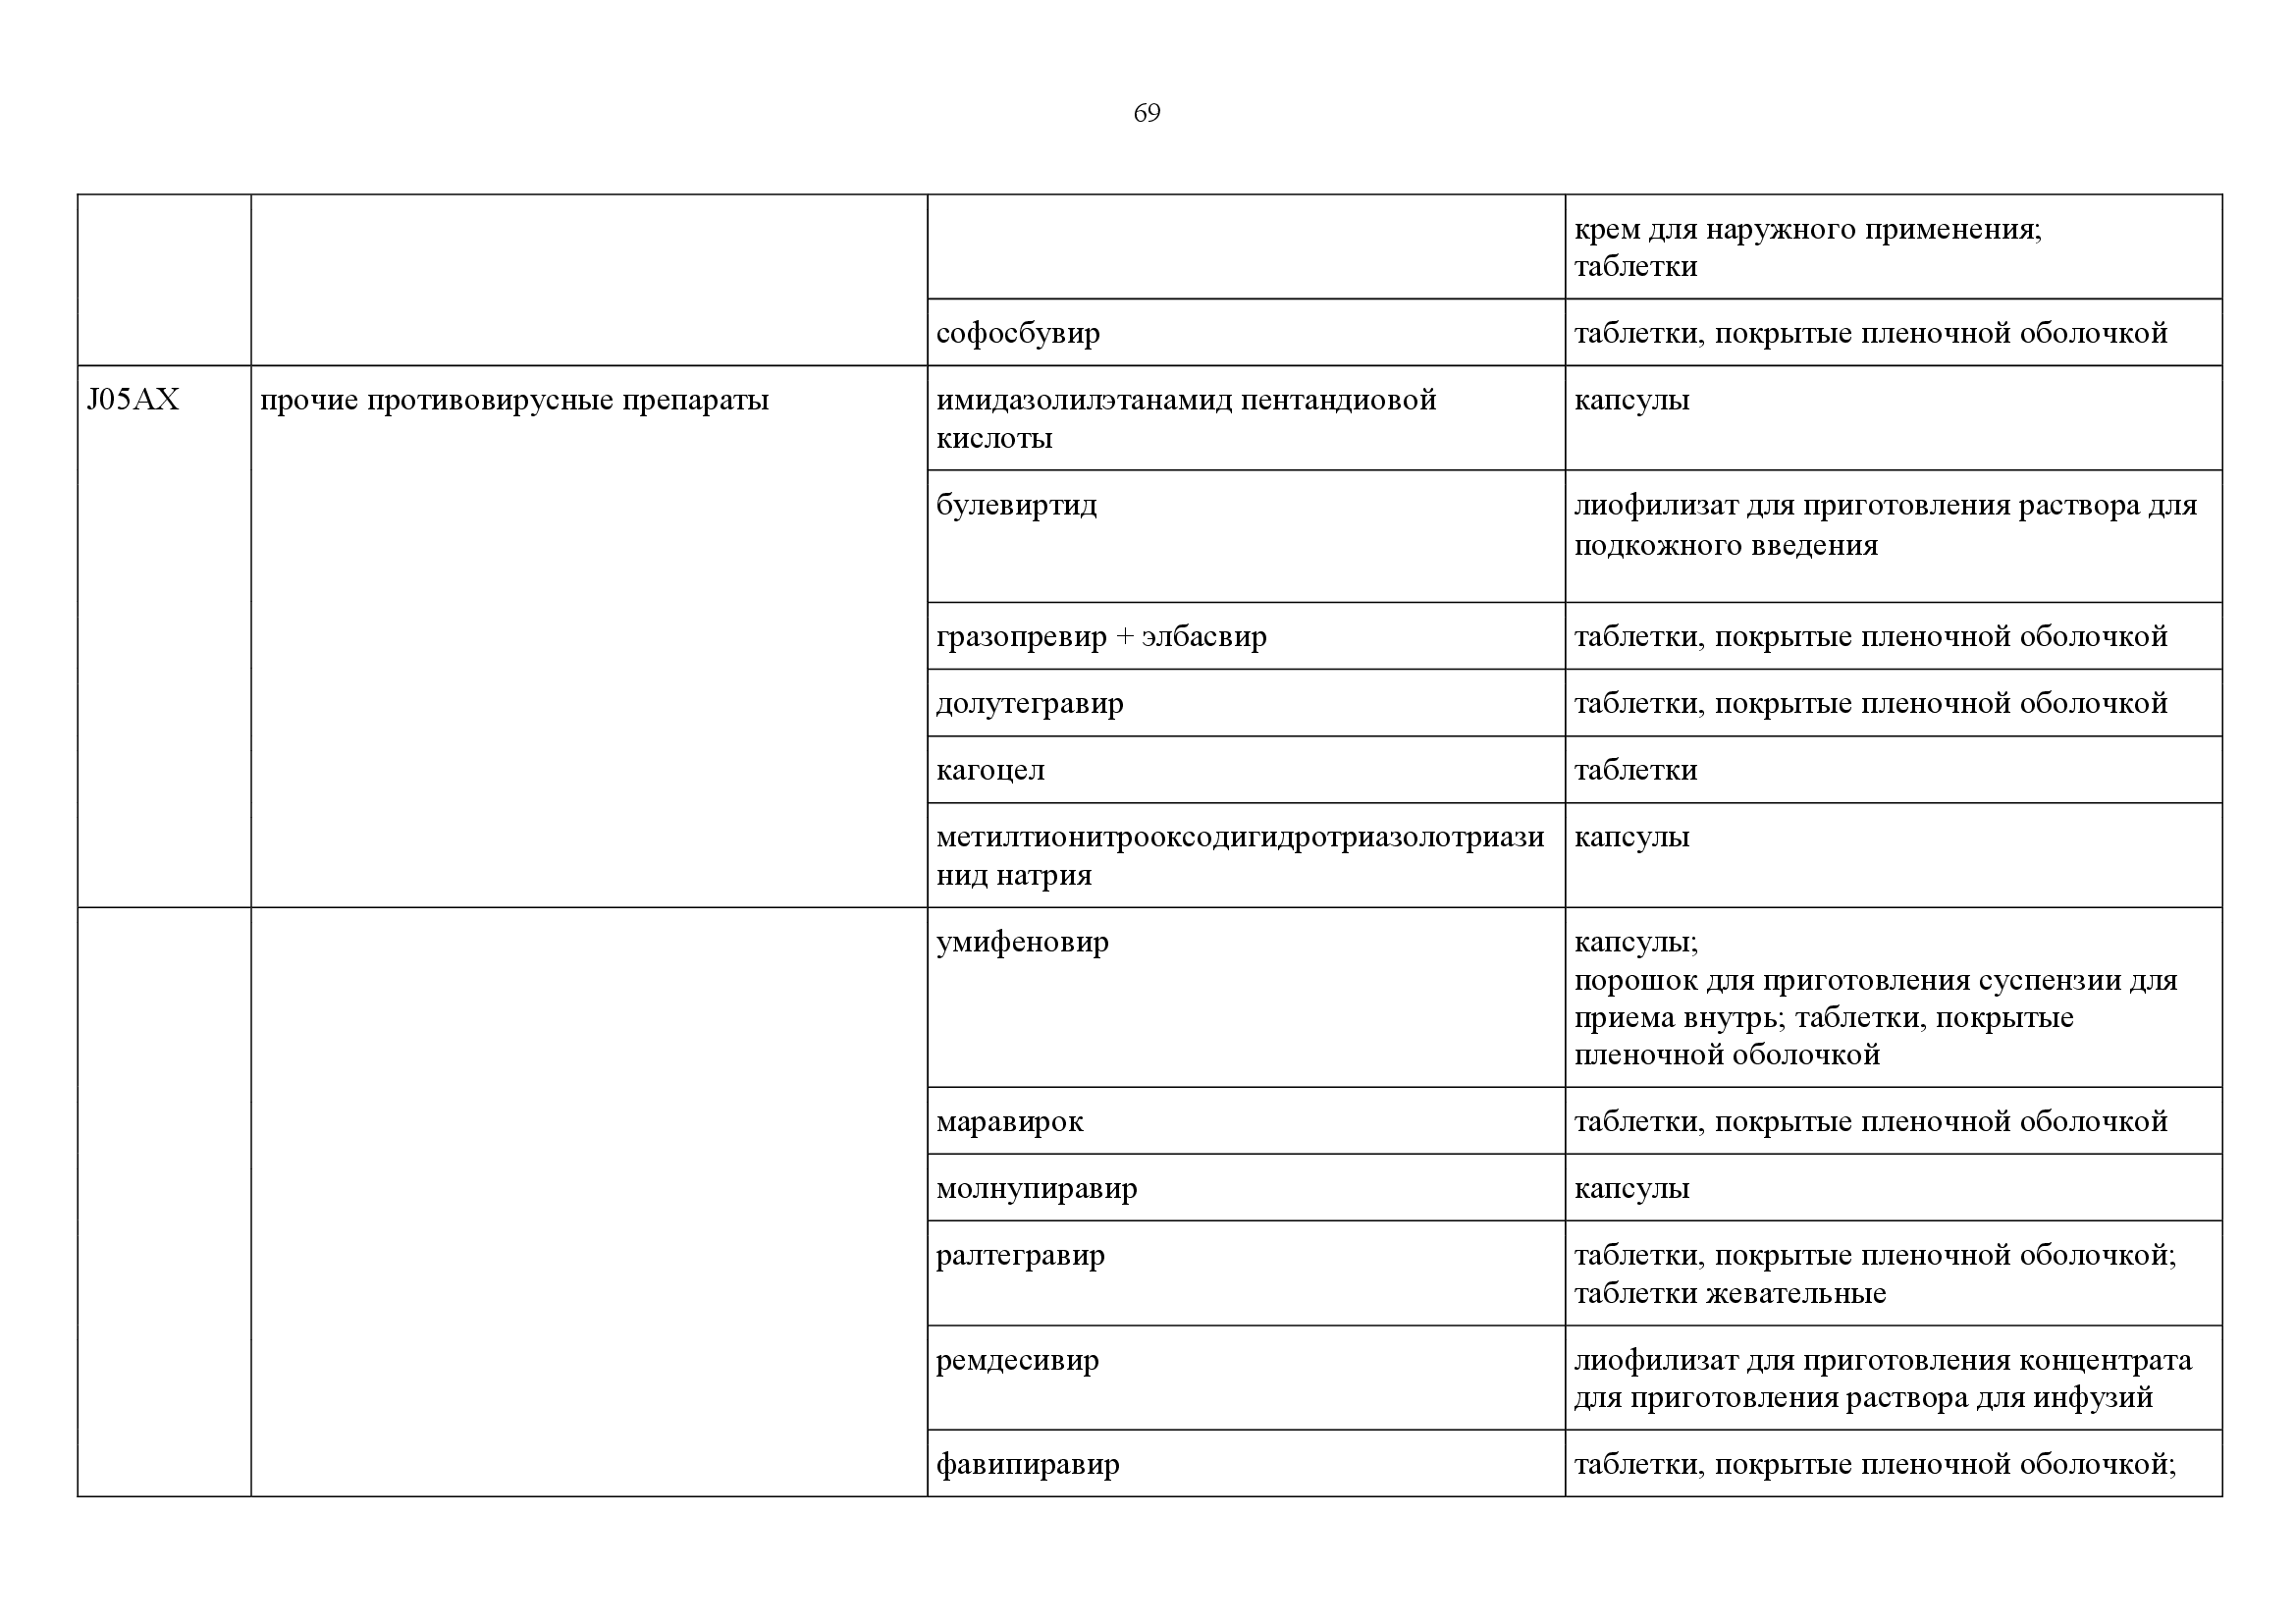 69
крем для наружного применения;
таблетки
софосбувир
таблетки, покрытые пленочной оболочкой
J05AX
прочие противовирусные препараты
имидазолилэтанамид пентандиовой
кислоты
капсулы
булевиртид
лиофилизат для приготовления раствора для
подкожного введения
гразопревир + элбасвир
таблетки, покрытые пленочной оболочкой
долутегравир
таблетки, покрытые пленочной оболочкой
кагоцел
таблетки
метилтионитрооксодигидротриазолотриази
нид натрия
капсулы
умифеновир
капсулы;
порошок для приготовления суспензии для
приема внутрь; таблетки, покрытые
пленочной оболочкой
маравирок
таблетки, покрытые пленочной оболочкой
молнупиравир
капсулы
ралтегравир
таблетки, покрытые пленочной оболочкой;
таблетки жевательные
ремдесивир
лиофилизат для приготовления концентрата
для приготовления раствора для инфузий
фавипиравир
таблетки, покрытые пленочной оболочкой;